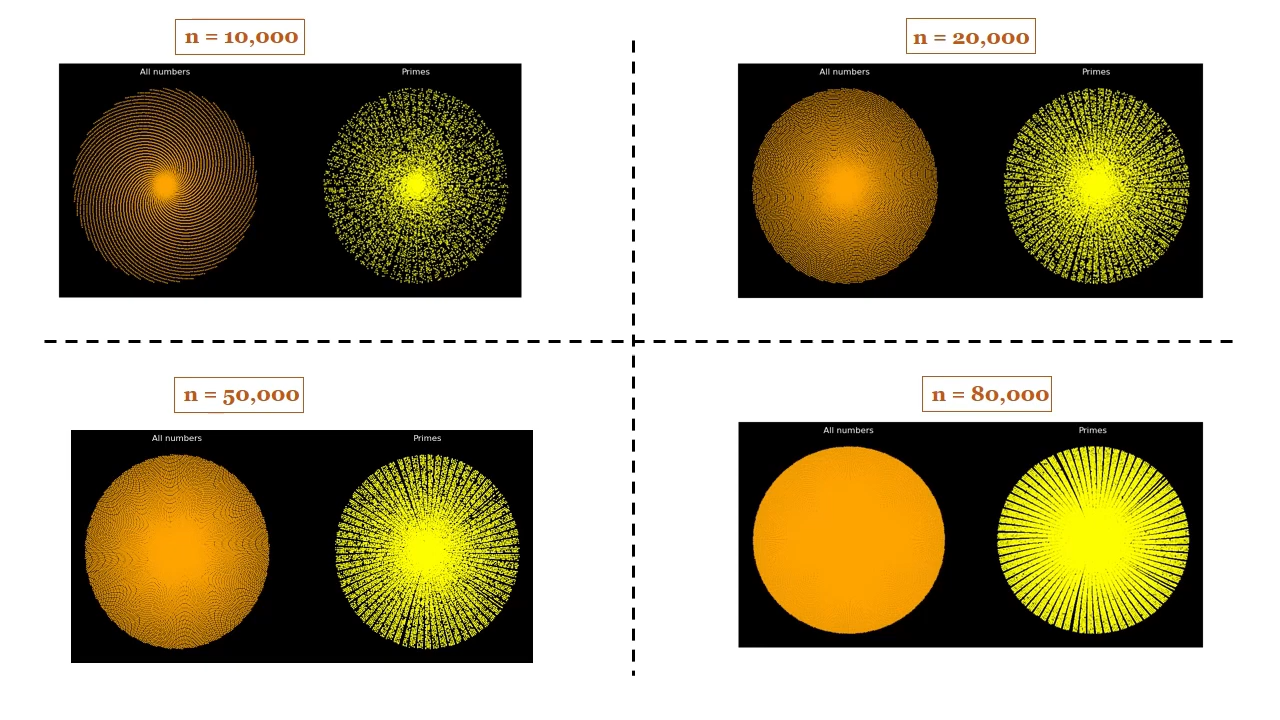 n = 10,000
All numbers
Primes
n = 20,000
All numbers
Primes
n = 50,000
All numbers
Primes
n = 80,000
All numbers
Primes